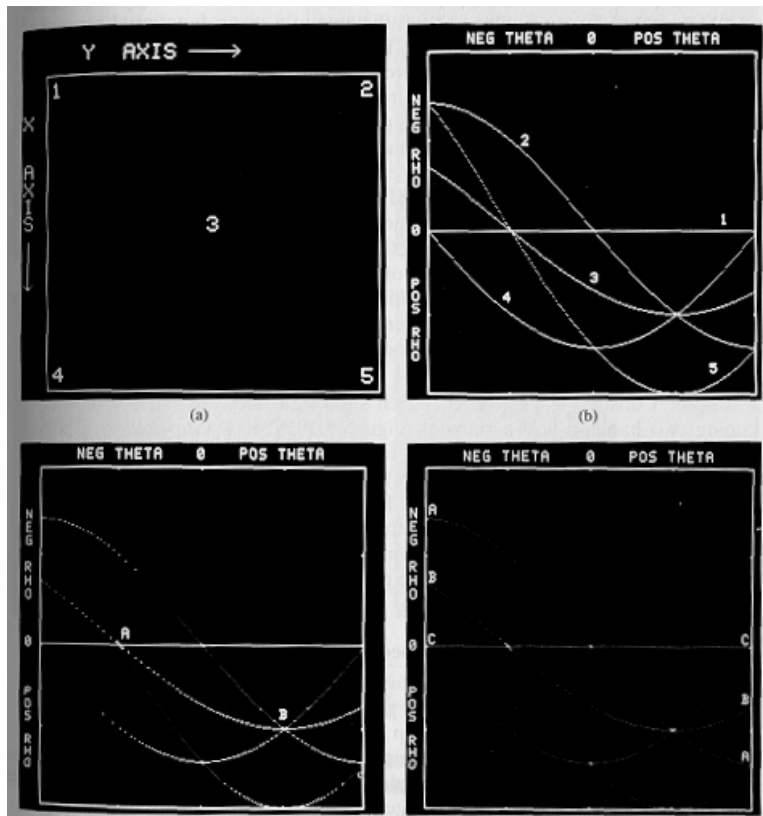 Y AXIS
1 2
X AXIS
3
4 5
(a)
NEG THETA 0 POS THETA
NEG RHO
0
POS RHO
2
1
3
4
5
(b)
NEG THETA 0 POS THETA
NEG RHO
0
POS RHO
A
B
NEG THETA 0 POS THETA
NEG RHO
0
POS RHO
A
B
C C
B
A